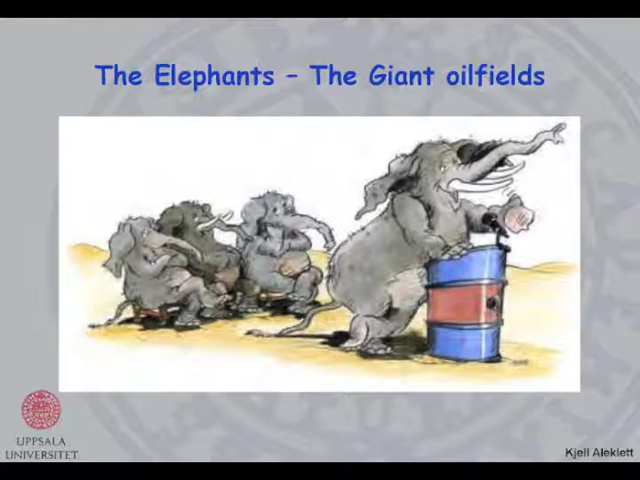 The Elephants – The Giant oilfields
UPPSALA
UNIVERSITET
Kjell Aleklett